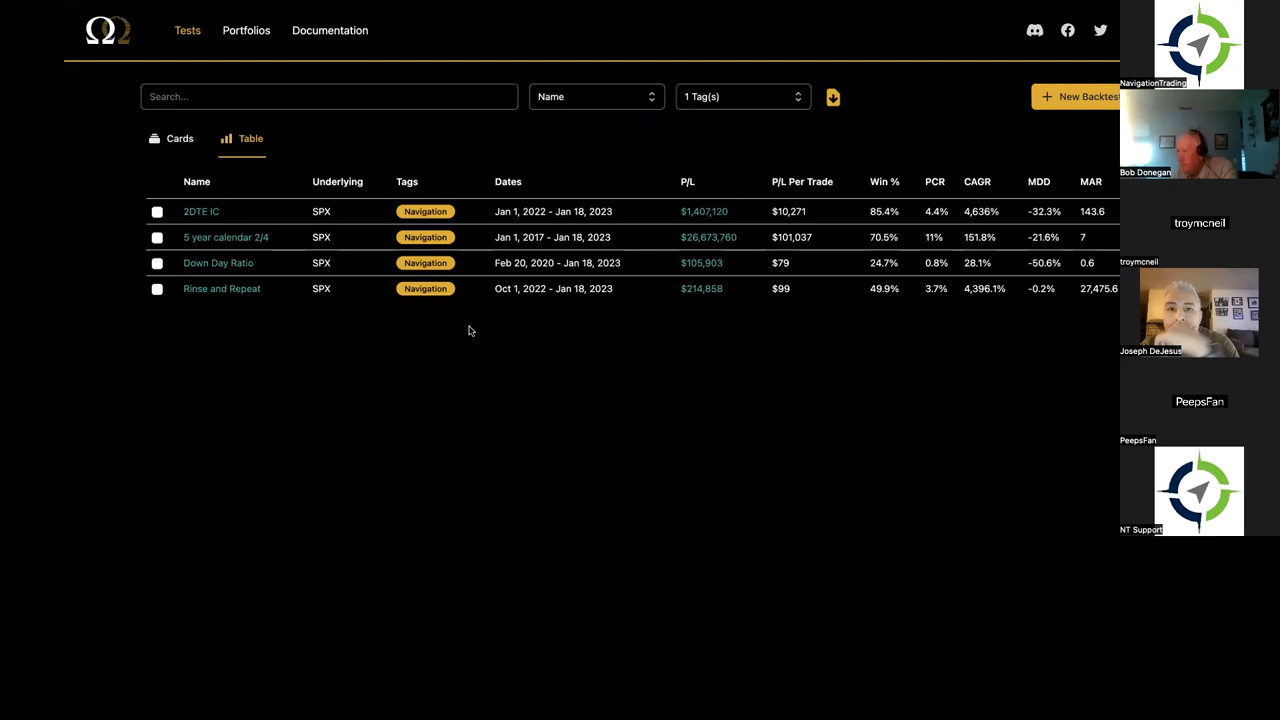 Tests Portfolios Documentation
Search... Name 1 Tag(s) + New Backtest
Cards Table
Name Underlying Tags Dates P/L P/L Per Trade Win % PCR CAGR MDD MAR
2DTE IC SPX Navigation Jan 1, 2022 - Jan 18, 2023 $1,407,120 $10,271 85.4% 4.4% 4,636% -32.3% 143.6
5 year calendar 2/4 SPX Navigation Jan 1, 2017 - Jan 18, 2023 $26,673,760 $101,037 70.5% 11% 151.8% -21.6% 7
Down Day Ratio SPX Navigation Feb 20, 2020 - Jan 18, 2023 $105,903 $79 24.7% 0.8% 28.1% -50.6% 0.6
Rinse and Repeat SPX Navigation Oct 1, 2022 - Jan 18, 2023 $214,858 $99 49.9% 3.7% 4,396.1% -0.2% 27,475.6
NavigationTrading
Bob Donegan
troymcneil
troymcneil
Joseph DeJesus
PeepsFan
PeepsFan
NT Support